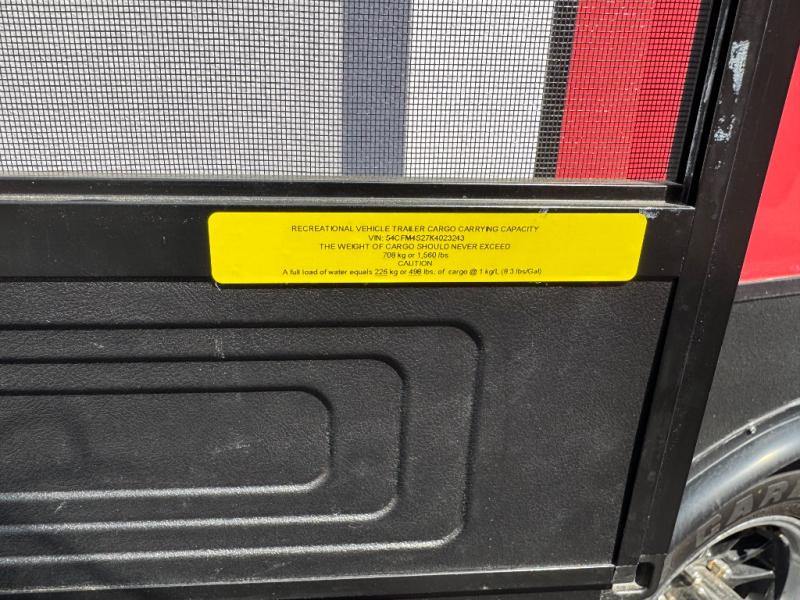 RECREATIONAL VEHICLE TRAILER CARGO CARRYING CAPACITY
VIN: 54CFM4S27K4023243
THE WEIGHT OF CARGO SHOULD NEVER EXCEED
708 kg or 1,560 lbs
CAUTION
A full load of water equals 226 kg or 498 lbs. of cargo @ 1 kg/L (8.3 lbs/Gal)